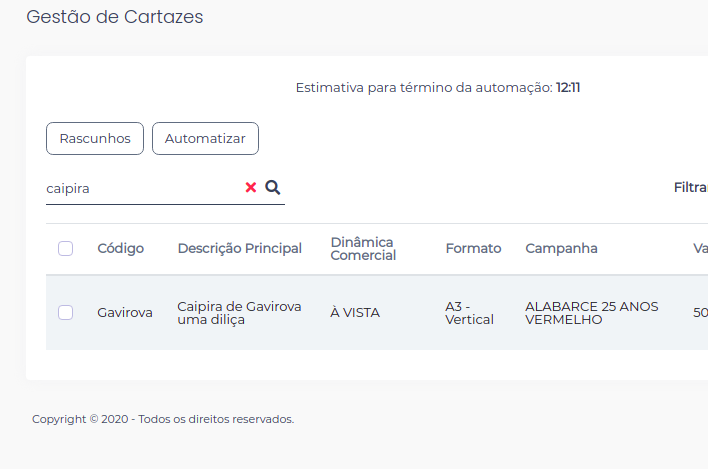 Gestão de Cartazes
Estimativa para término da automação: 12:11
Rascunhos Automatizar
caipira
Filtrar
Código Descrição Principal Dinâmica Comercial Formato Campanha Va
Gavirova Caipira de Gavirova uma diliça À VISTA A3 - Vertical ALABARCE 25 ANOS VERMELHO 50
Copyright © 2020 - Todos os direitos reservados.